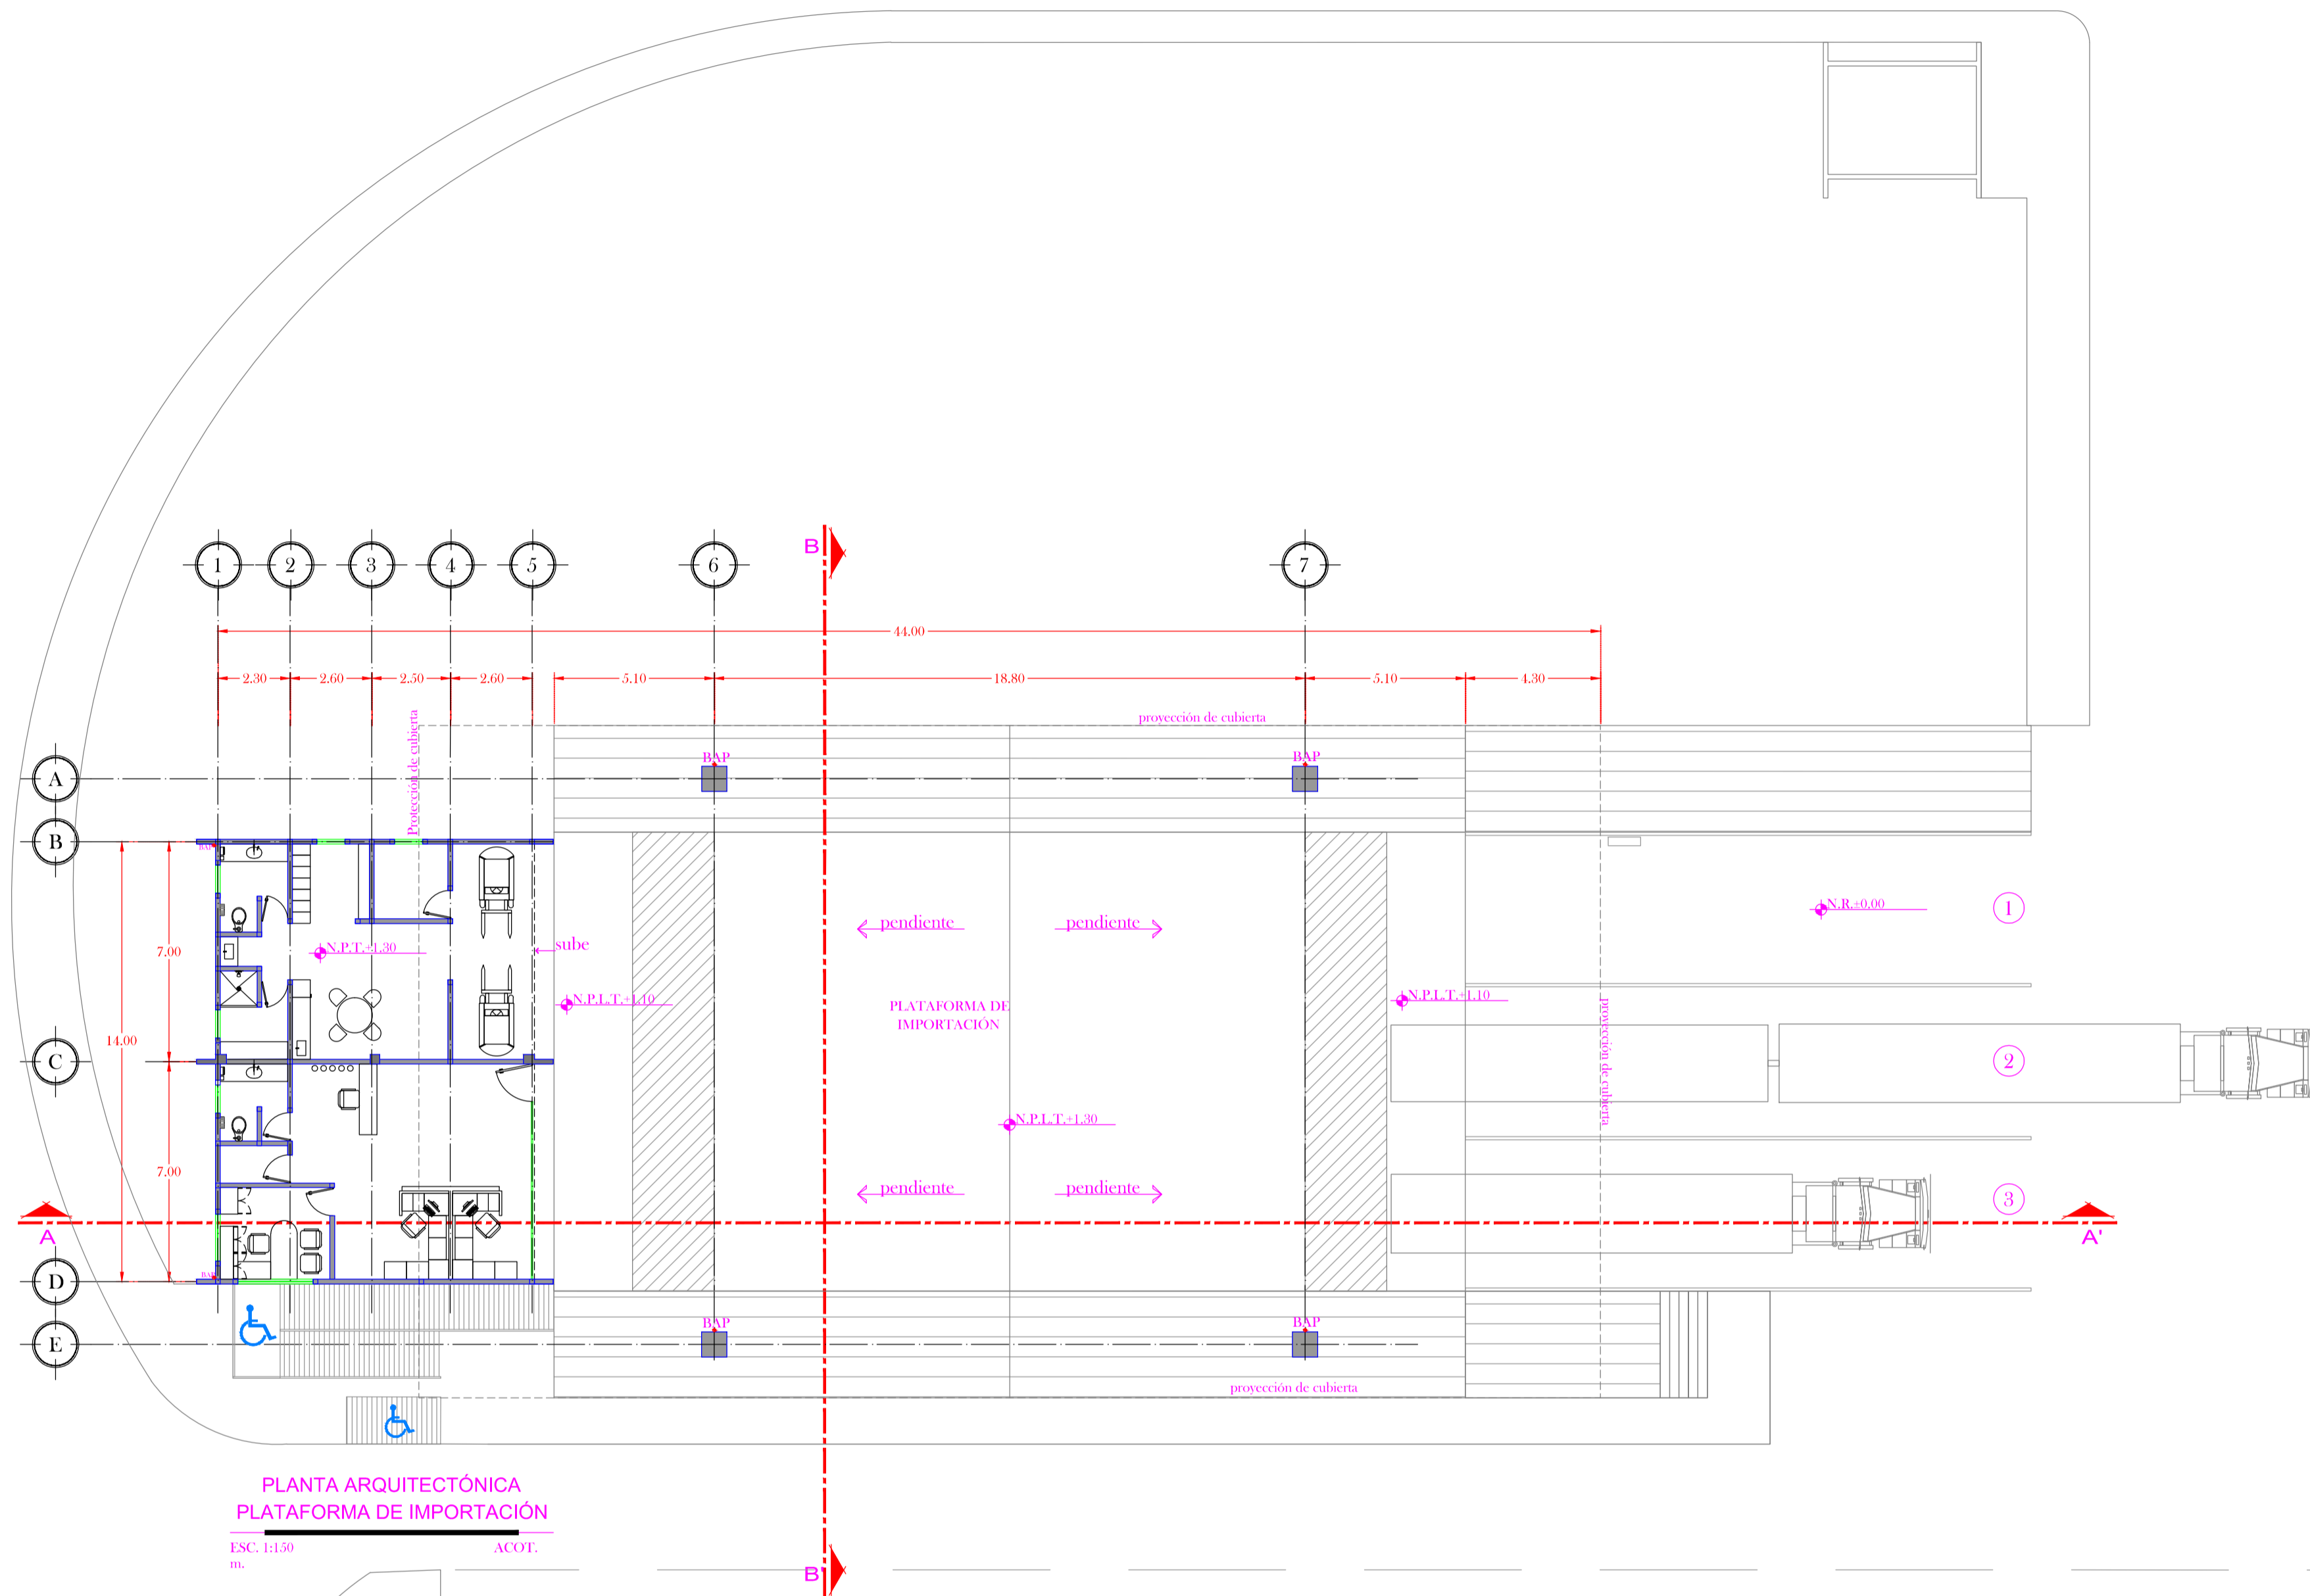 B
1
2
3
4
5
6
7
44.00
2.30
2.60
2.50
2.60
5.10
18.80
5.10
4.30
proyección de cubierta
Protección de cubierta
BAP
BAP
A
B
BAP
N.R.±0.00
1
pendiente
pendiente
7.00
N.P.T.+1.30
sube
N.P.I.T.+1.10
N.P.I.T.+1.10
PLATAFORMA DE
IMPORTACIÓN
proyección de cubierta
14.00
C
2
N.P.I.T.+1.30
7.00
pendiente
pendiente
3
A
A'
BAP
D
BAP
BAP
E
proyección de cubierta
PLANTA ARQUITECTÓNICA
PLATAFORMA DE IMPORTACIÓN
ESC. 1:150
ACOT.
m.
B'